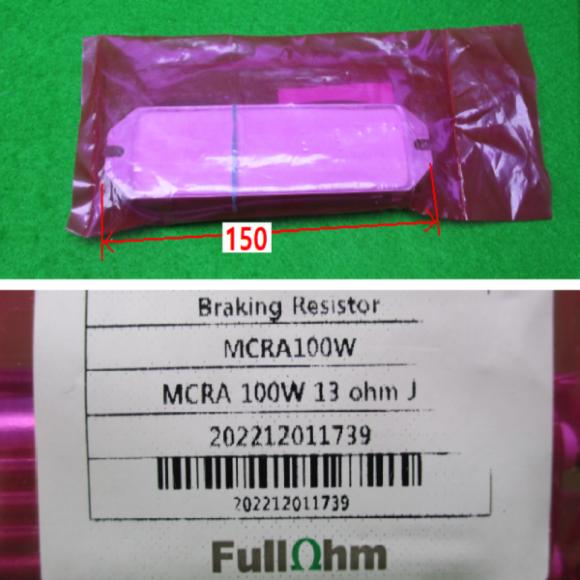 150
Braking Resistor
MCRA100W
MCRA 100W 13 ohm J
202212011739
202212011739
FullΩhm